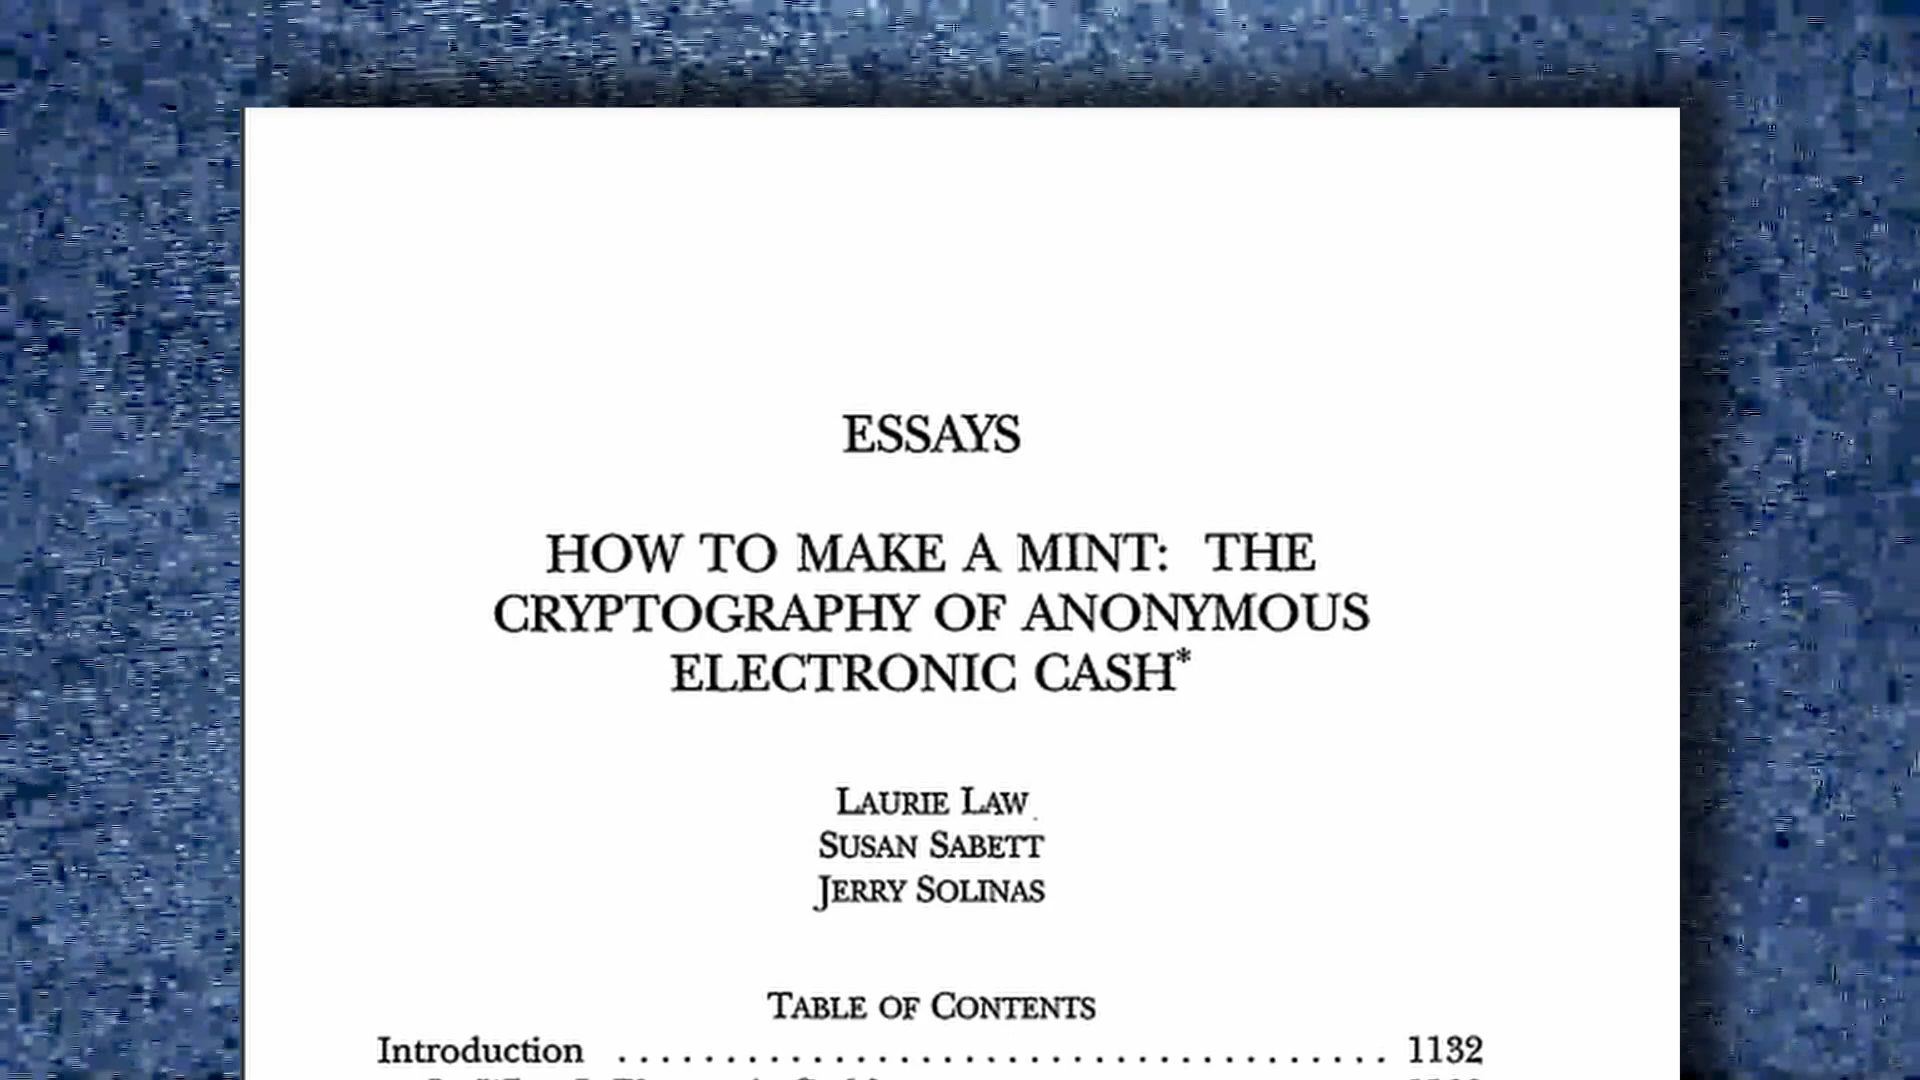 ESSAYS
HOW TO MAKE A MINT: THE
CRYPTOGRAPHY OF ANONYMOUS
ELECTRONIC CASH*
LAURIE LAW
SUSAN SABETT
JERRY SOLINAS
TABLE OF CONTENTS
Introduction . . . . . . . . . . . . . . . . . . . . . . . . . . . . . . . . . . . . 1132